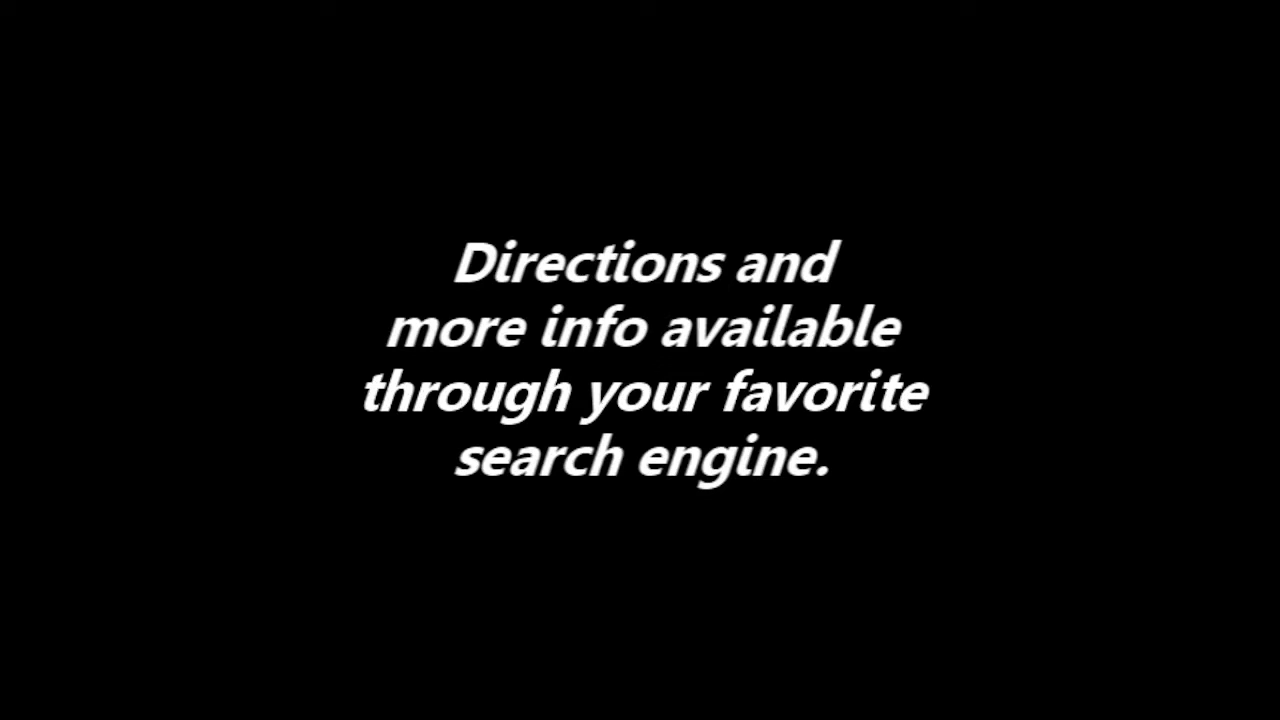 Directions and
more info available
through your favorite
search engine.